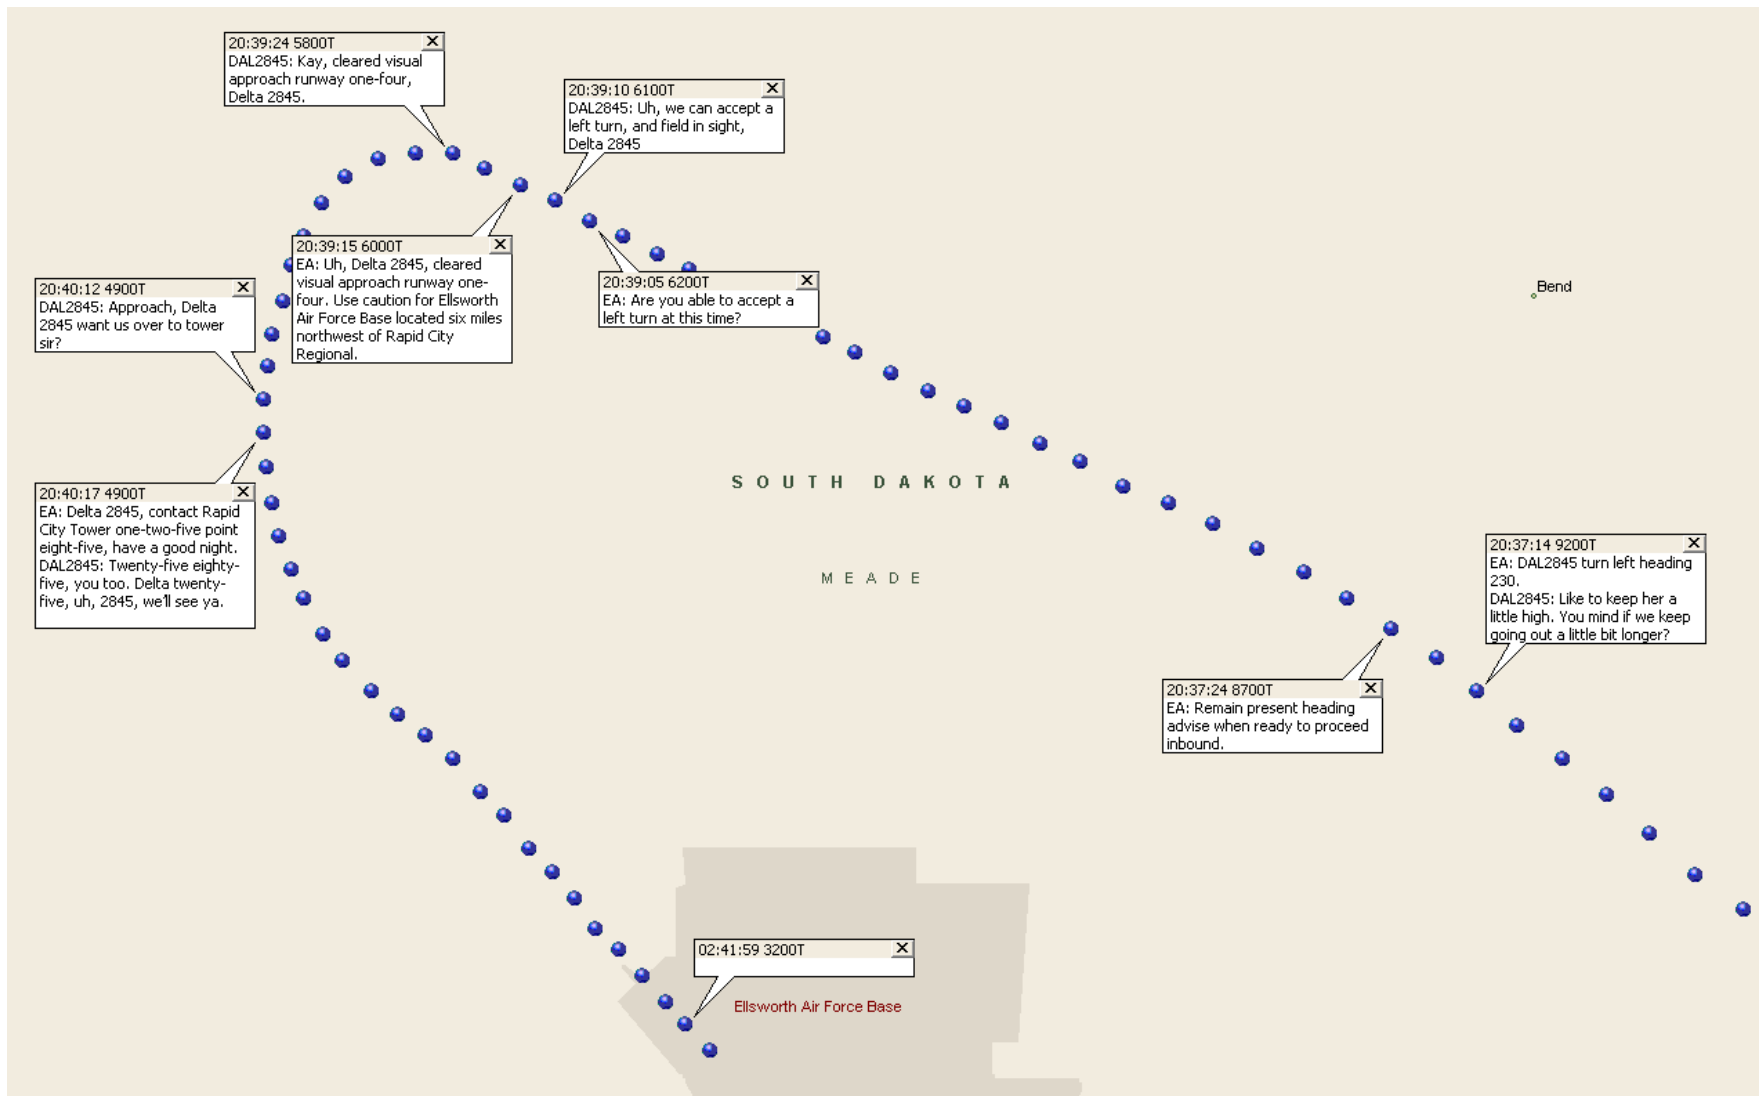 20:39:24 5800T
DAL2845: Kay, cleared visual
approach runway one-four,
Delta 2845.
20:39:10 6100T
DAL2845: Uh, we can accept a
left turn, and field in sight,
Delta 2845
20:39:15 6000T
EA: Uh, Delta 2845, cleared
visual approach runway one-
four. Use caution for Ellsworth
Air Force Base located six miles
northwest of Rapid City
Regional.
20:39:05 6200T
EA: Are you able to accept a
left turn at this time?
20:40:12 4900T
DAL2845: Approach, Delta
2845 want us over to tower
sir?
Bend
SOUTH DAKOTA
20:40:17 4900T
EA: Delta 2845, contact Rapid
City Tower one-two-five point
eight-five, have a good night.
DAL2845: Twenty-five eighty-
five, you too. Delta twenty-
five, uh, 2845, we'll see ya.
MEADE
20:37:14 9200T
EA: DAL2845 turn left heading
230.
DAL2845: Like to keep her a
little high. You mind if we keep
going out a little bit longer?
20:37:24 8700T
EA: Remain present heading
advise when ready to proceed
inbound.
02:41:59 3200T
Ellsworth Air Force Base